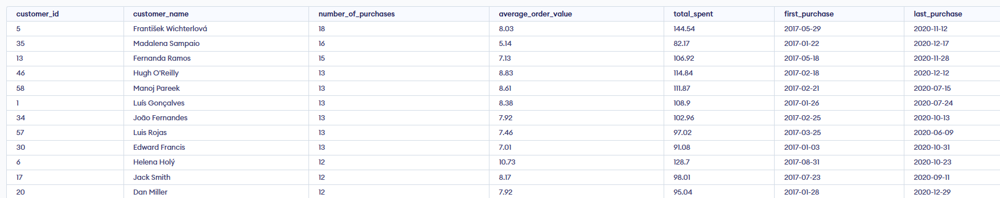 customer_id customer_name number_of_purchases average_order_value total_spent first_purchase last_purchase
5 František Wichterlová 18 8.03 144.54 2017-05-29 2020-11-12
35 Madalena Sampaio 16 5.14 82.17 2017-01-22 2020-12-17
13 Fernanda Ramos 15 7.13 106.92 2017-05-18 2020-11-28
46 Hugh O'Reilly 13 8.83 114.84 2017-02-18 2020-12-12
58 Manoj Pareek 13 8.61 111.87 2017-02-21 2020-07-15
1 Luís Gonçalves 13 8.38 108.9 2017-01-26 2020-07-24
34 João Fernandes 13 7.92 102.96 2017-02-25 2020-10-13
57 Luis Rojas 13 7.46 97.02 2017-03-25 2020-06-09
30 Edward Francis 13 7.01 91.08 2017-01-03 2020-10-31
6 Helena Holý 12 10.73 128.7 2017-08-31 2020-10-23
17 Jack Smith 12 8.17 98.01 2017-07-23 2020-09-11
20 Dan Miller 12 7.92 95.04 2017-01-28 2020-12-29